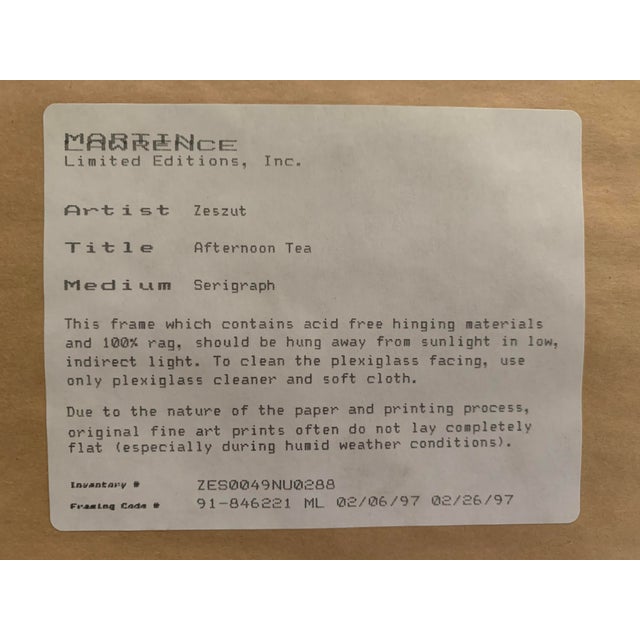 MARTIN
LAWRENCE
Limited Editions, Inc.
Artist Zeszut
Title Afternoon Tea
Medium Serigraph
This frame which contains acid free hinging materials
and 100% rag, should be hung away from sunlight in low,
indirect light. To clean the plexiglass facing, use
only plexiglass cleaner and soft cloth.
Due to the nature of the paper and printing process,
original fine art prints often do not lay completely
flat (especially during humid weather conditions).
Inventory # ZES0049NU0288
Framing Code # 91-846221 ML 02/06/97 02/26/97